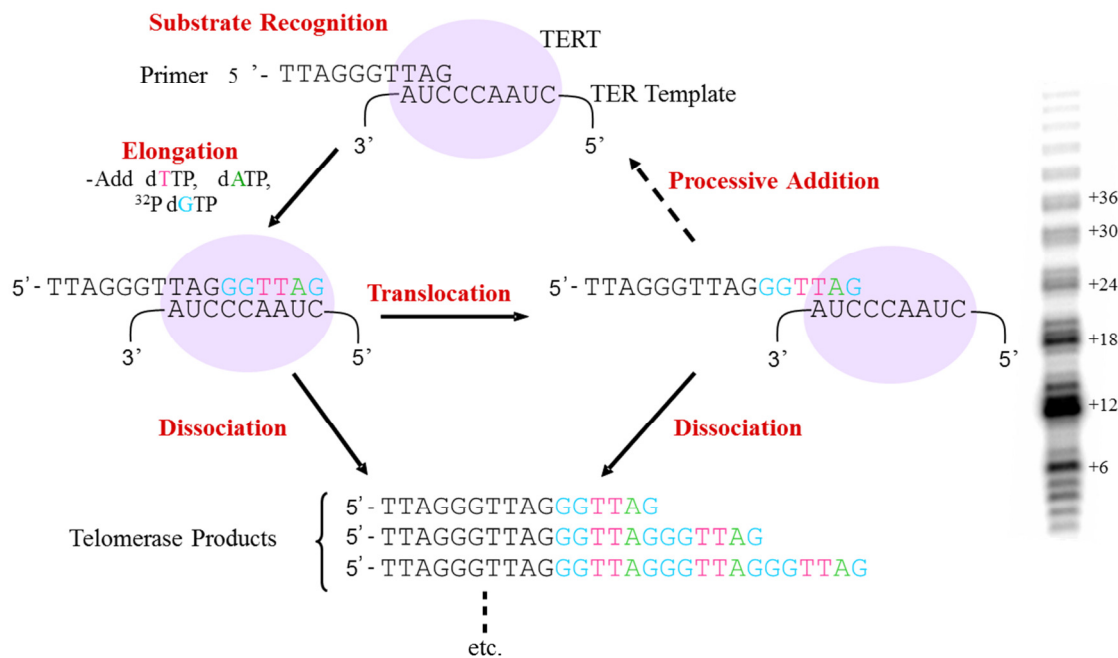 Substrate Recognition
TERT
Primer 5 '- TTAGGGTTAG
AUCCCAAUC
TER Template
3’
5’
Elongation
-Add dTTP, dATP,
³²P dGTP
Processive Addition
5’- TTAGGGTTAGGGTTAG
AUCCCAAUC
3’
5’
Translocation
5’- TTAGGGTTAGGGTTAG
AUCCCAAUC
3’
5’
+36
+30
+24
+18
+12
+6
Dissociation
Dissociation
Telomerase Products
5’- TTAGGGTTAGGGTTAG
5’- TTAGGGTTAGGGTTAGGGTTAG
5’- TTAGGGTTAGGGTTAGGGTTAGGGTTAG
etc.